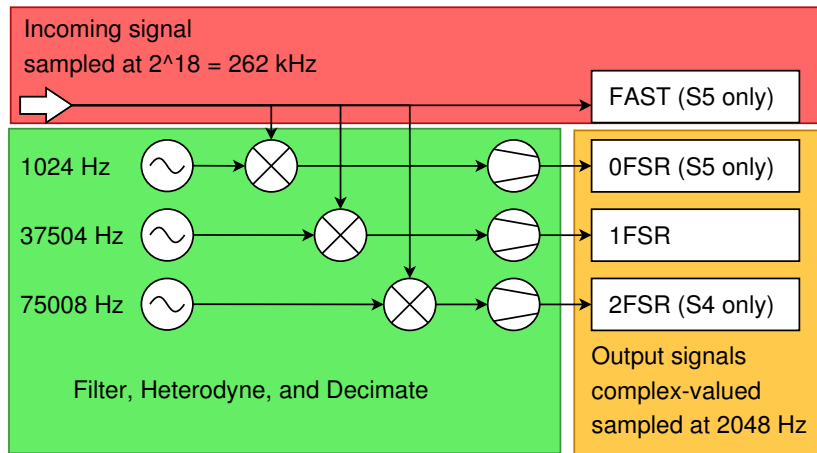 Incoming signal
sampled at 2^18 = 262 kHz
FAST (S5 only)
1024 Hz
0FSR (S5 only)
37504 Hz
1FSR
75008 Hz
2FSR (S4 only)
Filter, Heterodyne, and Decimate
Output signals
complex-valued
sampled at 2048 Hz